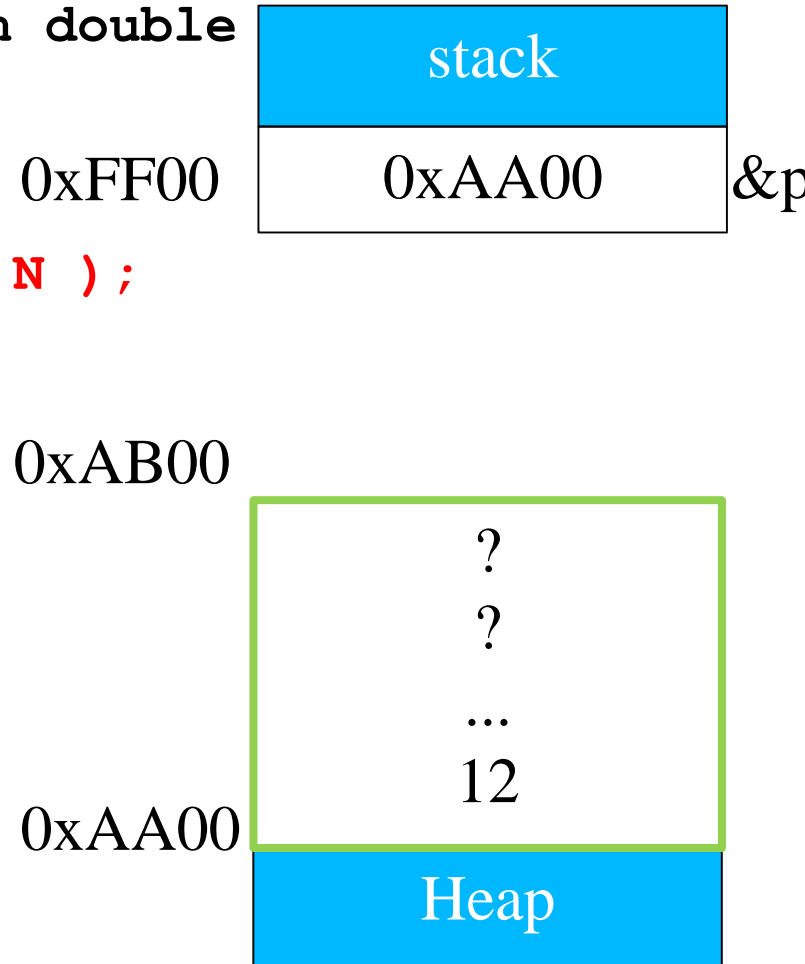 n double
stack
0xFF00 0xAA00 &p
N );
0xAB00
?
?
...
12
0xAA00
Heap